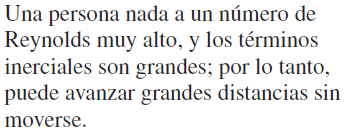 Una persona nada a un número de
Reynolds muy alto, y los términos
inerciales son grandes; por lo tanto,
puede avanzar grandes distancias sin
moverse.